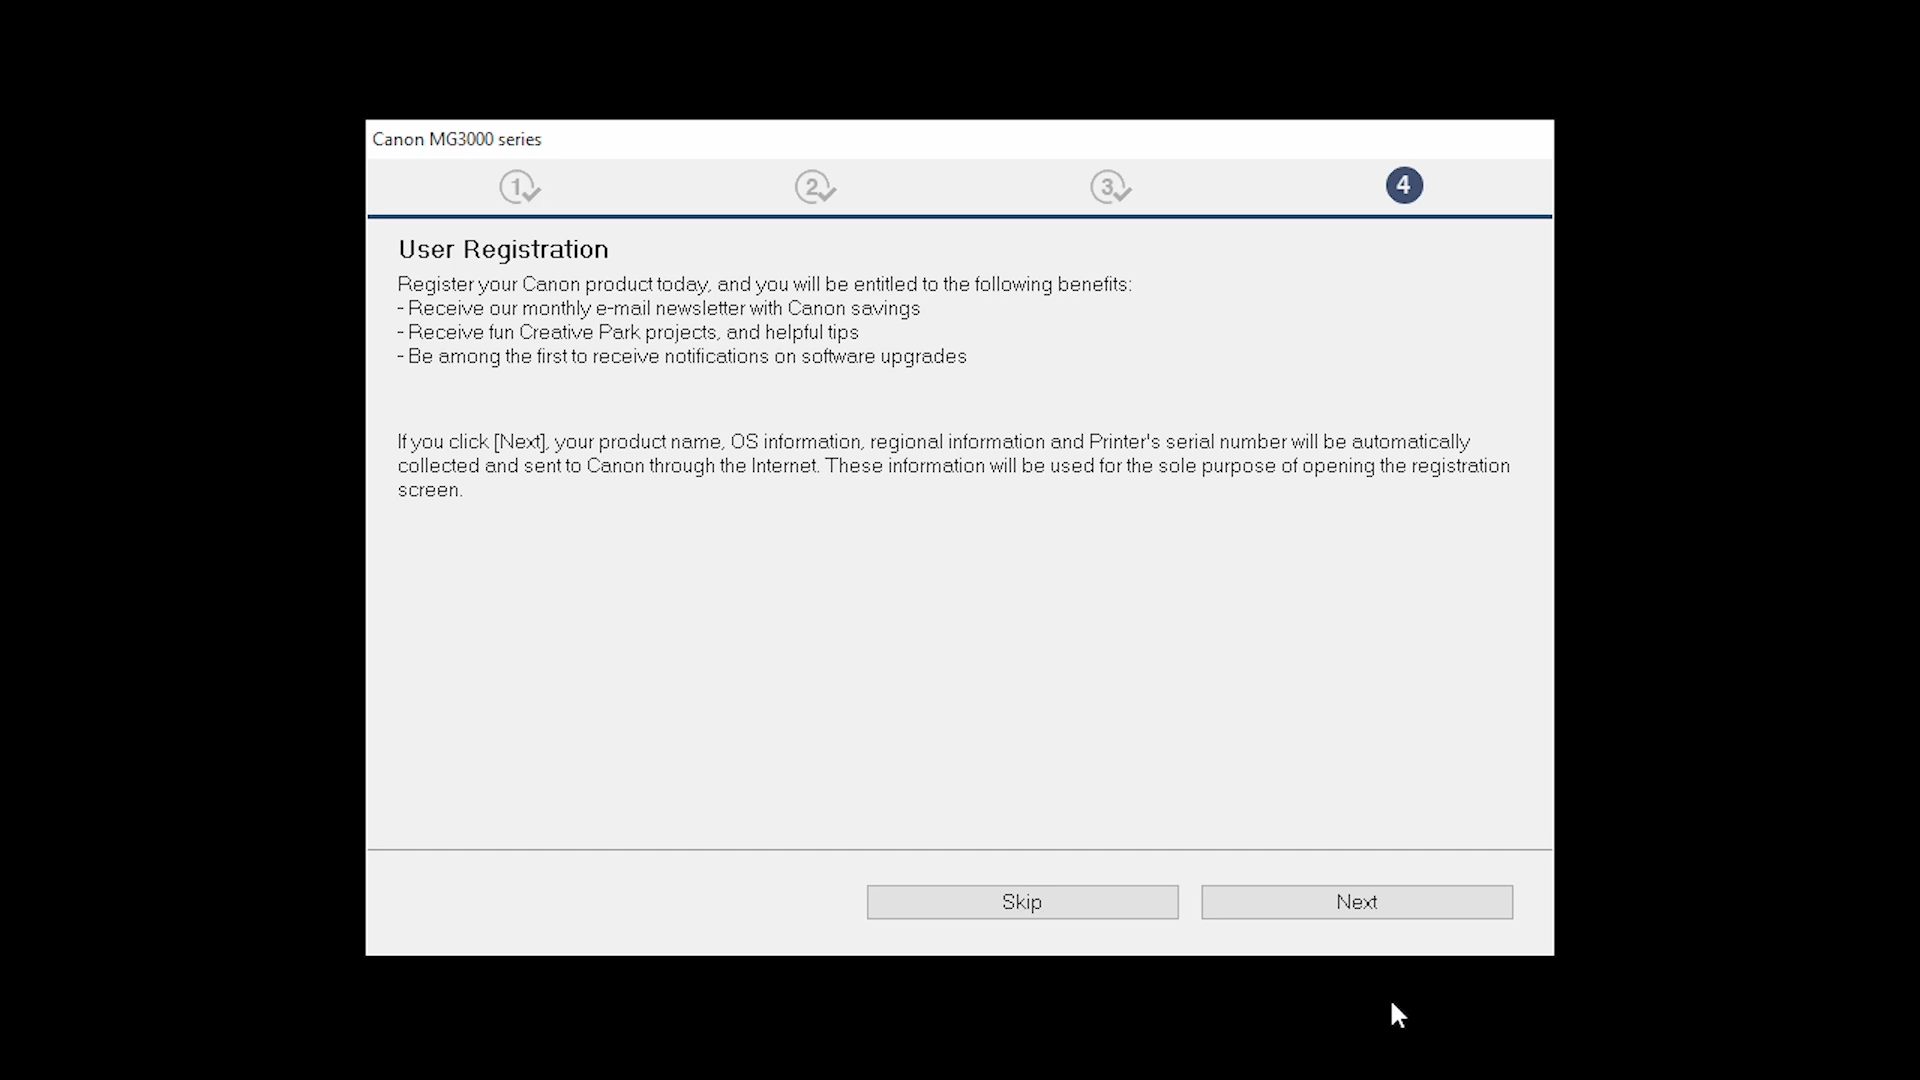 Canon MG3000 series
1 2 3 4
User Registration
Register your Canon product today, and you will be entitled to the following benefits:
- Receive our monthly e-mail newsletter with Canon savings
- Receive fun Creative Park projects, and helpful tips
- Be among the first to receive notifications on software upgrades
If you click [Next], your product name, OS information, regional information and Printer's serial number will be automatically
collected and sent to Canon through the Internet. These information will be used for the sole purpose of opening the registration
screen.
Skip Next